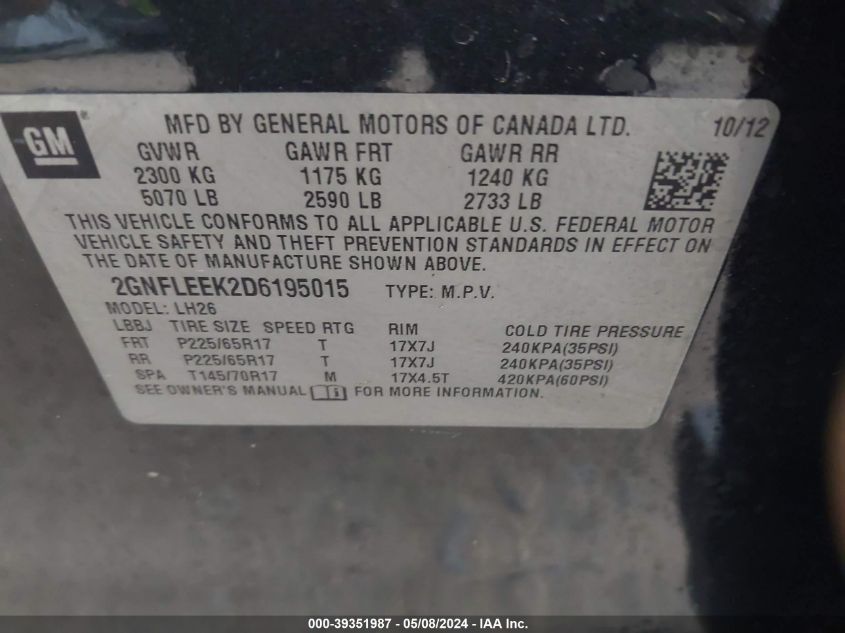 GM ®
MFD BY GENERAL MOTORS OF CANADA LTD. 10/12
GVWR GAWR FRT GAWR RR
2300 KG 1175 KG 1240 KG
5070 LB 2590 LB 2733 LB
THIS VEHICLE CONFORMS TO ALL APPLICABLE U.S. FEDERAL MOTOR
VEHICLE SAFETY AND THEFT PREVENTION STANDARDS IN EFFECT ON
THE DATE OF MANUFACTURE SHOWN ABOVE.
2GNFLEEK2D6195015 TYPE: M.P.V.
MODEL: LH26
LBBJ TIRE SIZE SPEED RTG RIM COLD TIRE PRESSURE
FRT P225/65R17 T 17X7J 240KPA(35PSI)
RR P225/65R17 T 17X7J 240KPA(35PSI)
SPA T145/70R17 M 17X4.5T 420KPA(60PSI)
SEE OWNER'S MANUAL FOR MORE INFORMATION.
000-39351987 - 05/08/2024 - IAA Inc.